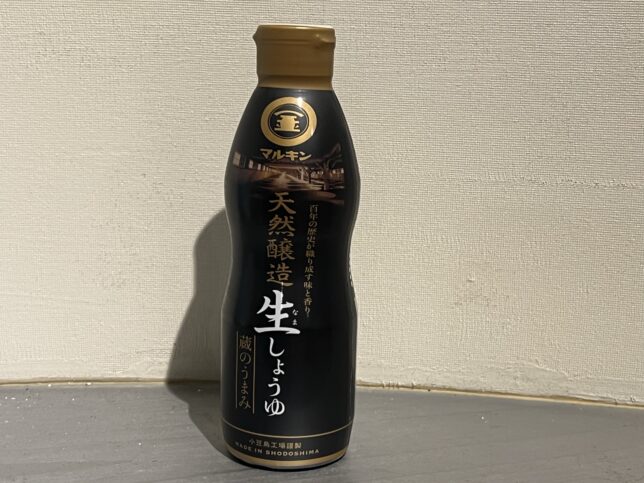 金
マルキン
百年の歴史が織り成す味と香り!
天然醸造
生しょうゆ
なま
蔵のうまみ
小豆島工場謹製
MADE IN SHODOSHIMA